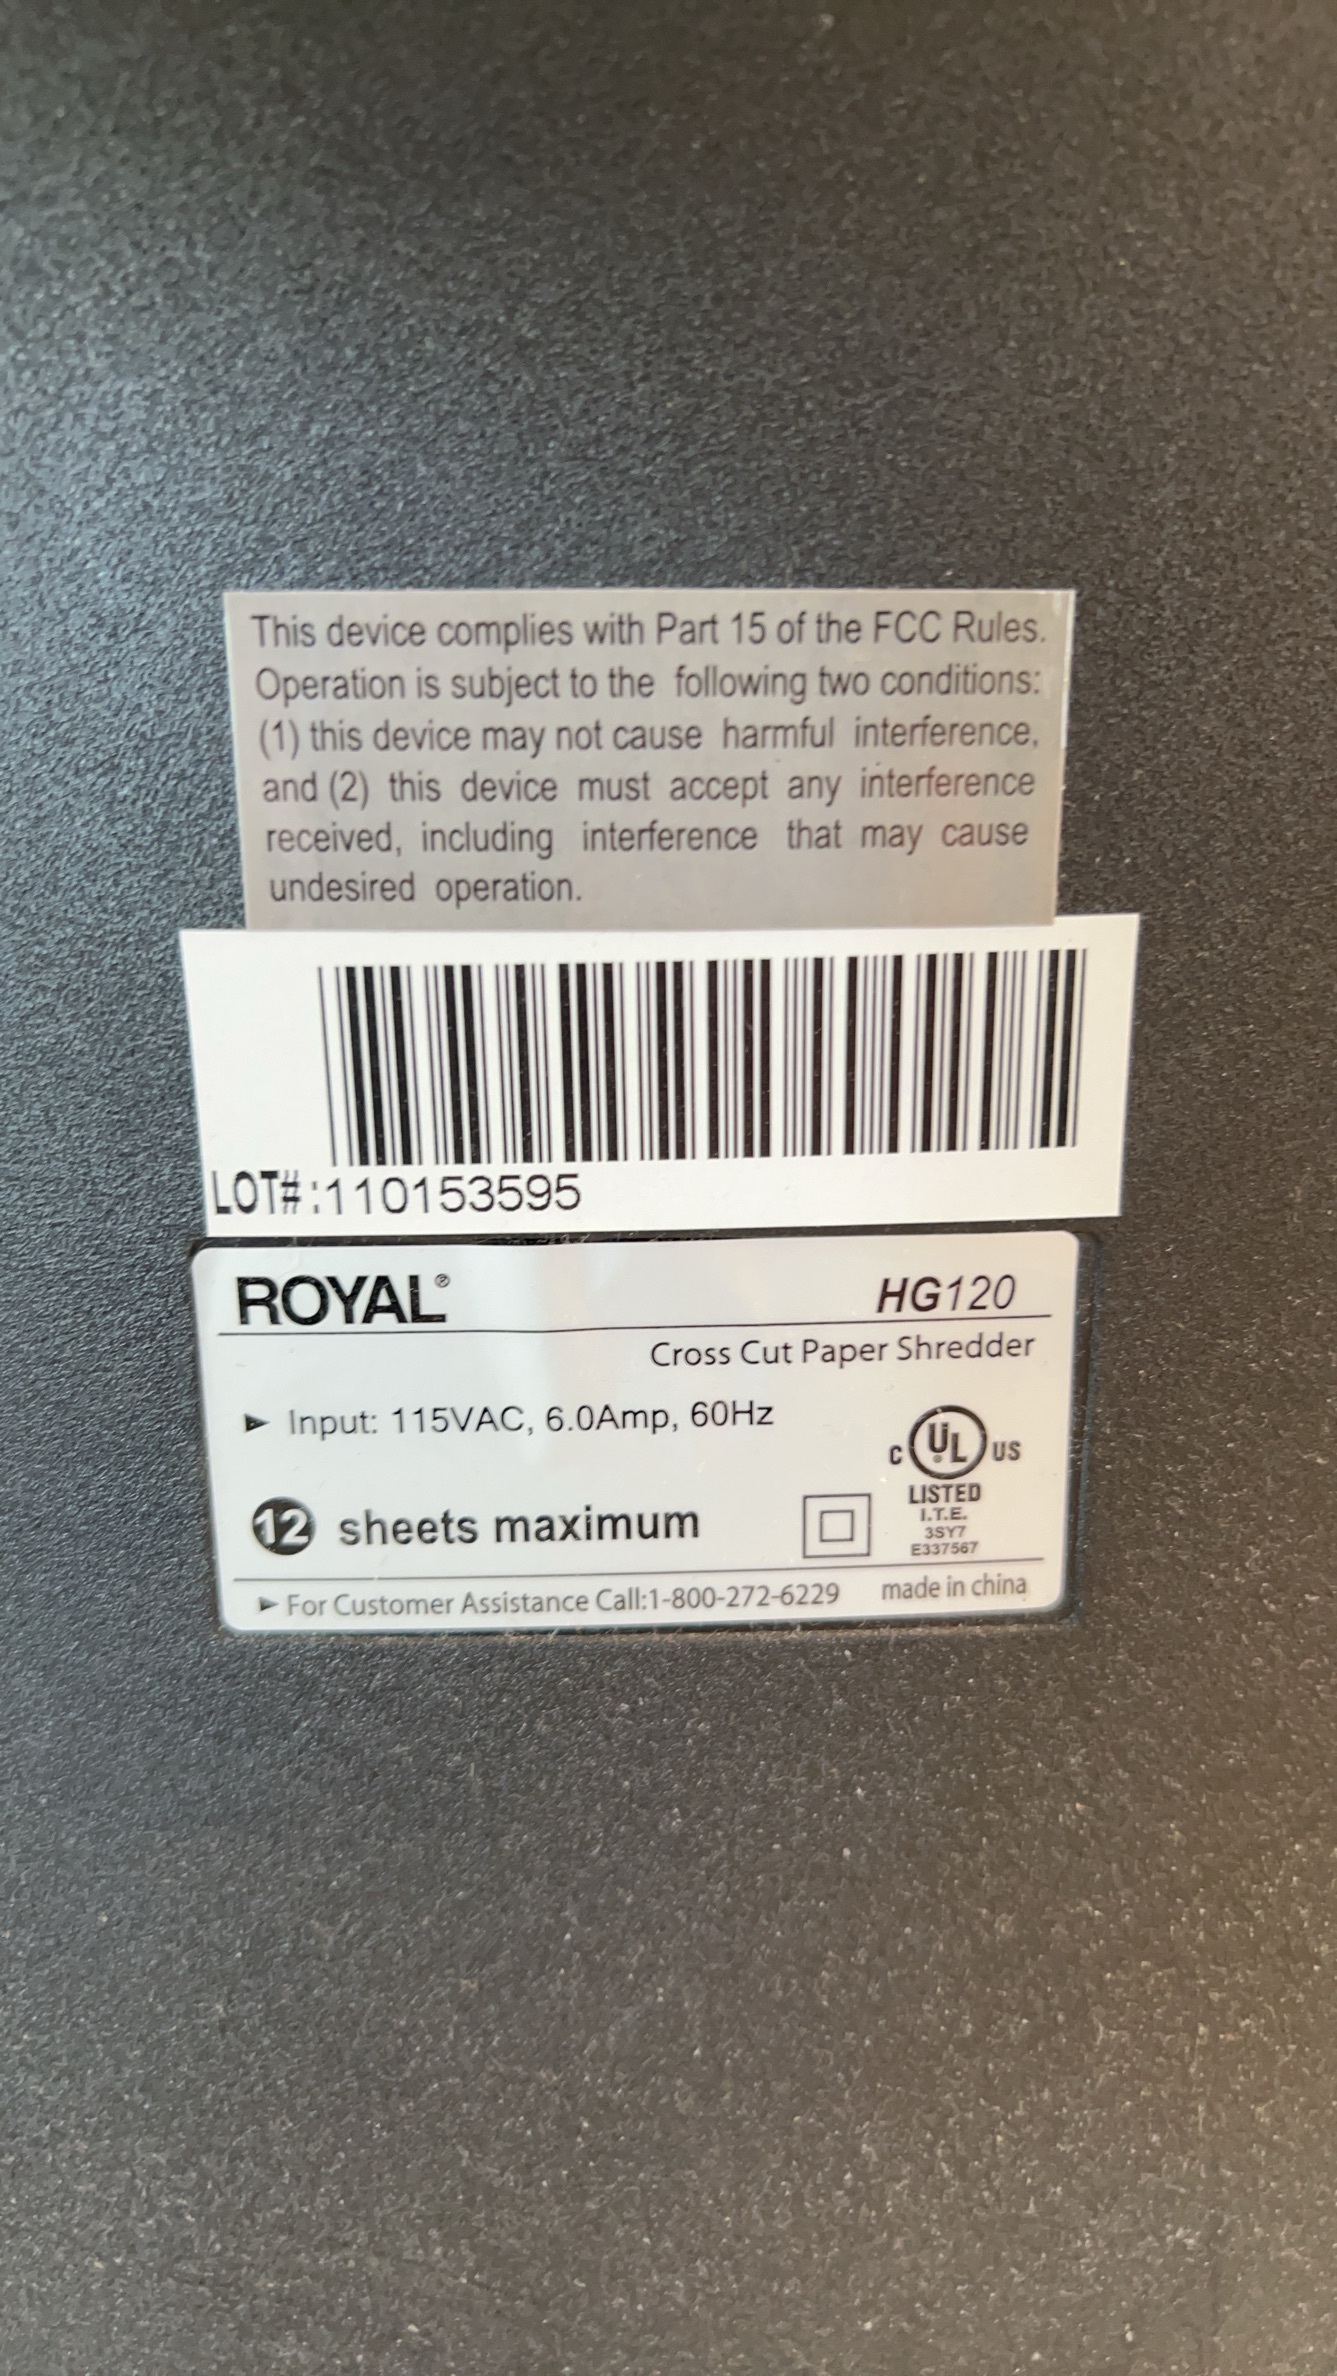 This device complies with Part 15 of the FCC Rules.
Operation is subject to the following two conditions:
(1) this device may not cause harmful interference,
and (2) this device must accept any interference
received, including interference that may cause
undesired operation.
LOT#:110153595
ROYAL® HG120
Cross Cut Paper Shredder
► Input: 115VAC, 6.0Amp, 60Hz
C UL US
LISTED
I.T.E.
3SY7
E337567
12 sheets maximum
► For Customer Assistance Call:1-800-272-6229 made in china